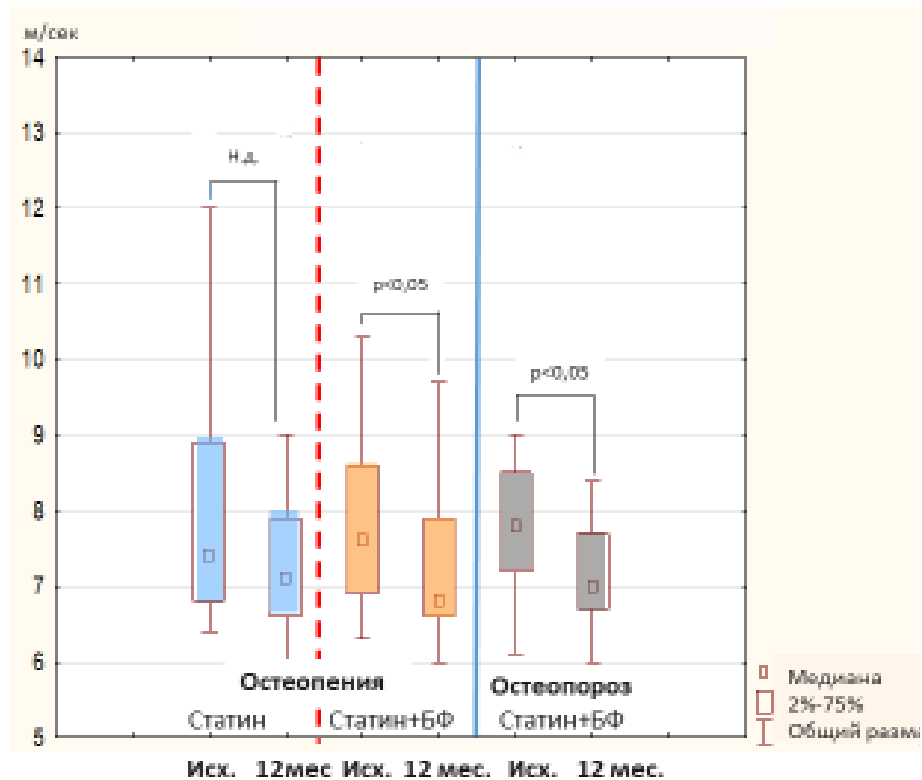 м/сек
14
13
Н.д.
12
11
p<0,05
10
p<0,05
9
8
7
6
Остеопения
Остеопороз
Статин
Статин+БФ
Статин+БФ
5
Медиана
2%-75%
Общий разма
Исх. 12мес Исх. 12 мес. Исх. 12 мес.